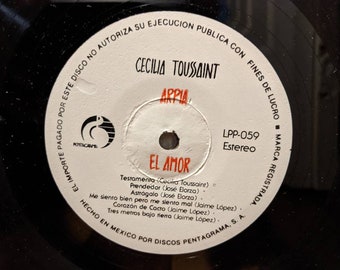 EL IMPORTE PAGADO POR ESTE DISCO NO AUTORIZA SU EJECUCION PUBLICA CON FINES DE LUCRO ■ MARCA REGISTRADA
CECILIA TOUSSAINT
ARPIA
PENTAGRAMA
LPP-059
Estereo
EL AMOR
Testamento (Cecilia Toussaint)
Prendedor (José Elorza)
Astrágalo (José Elorza)
Me siento bien pero me siento mal (Jaime López)
Corazón de Cacto (Jaime López)
Tres metros bajo tierra (Jaime López)
HECHO EN MEXICO POR DISCOS PENTAGRAMA, S.A.